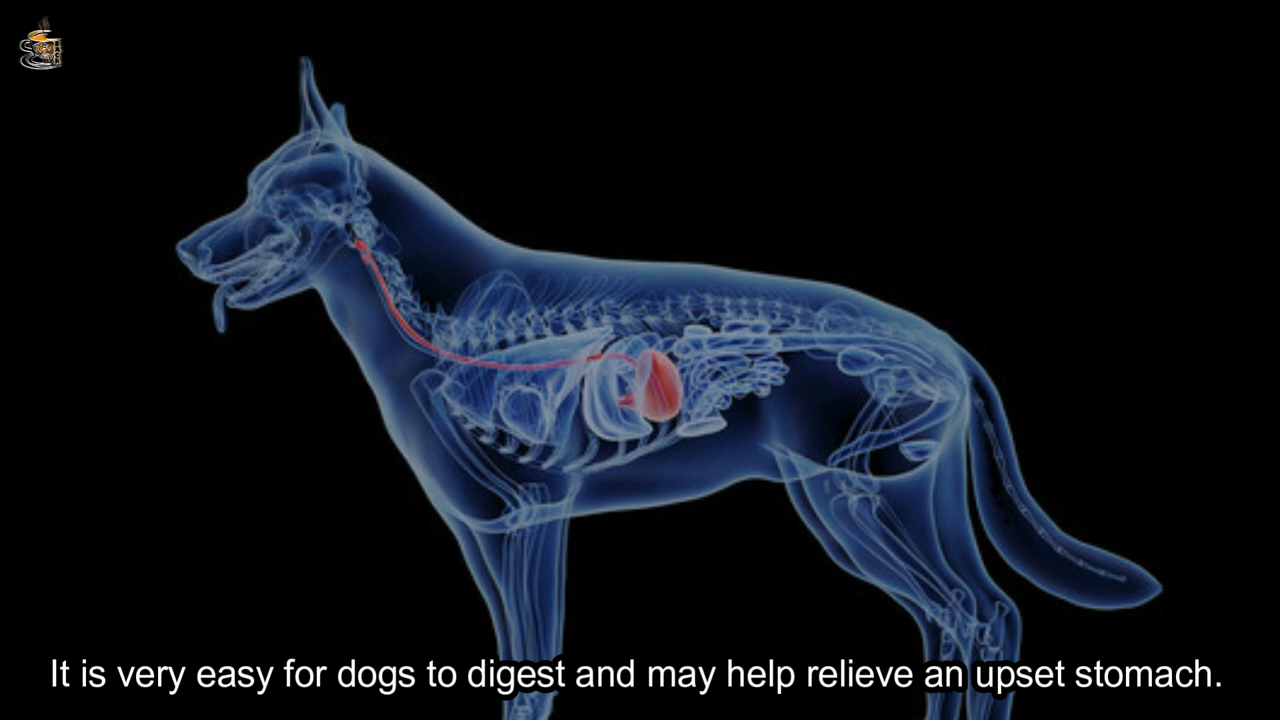 It is very easy for dogs to digest and may help relieve an upset stomach.